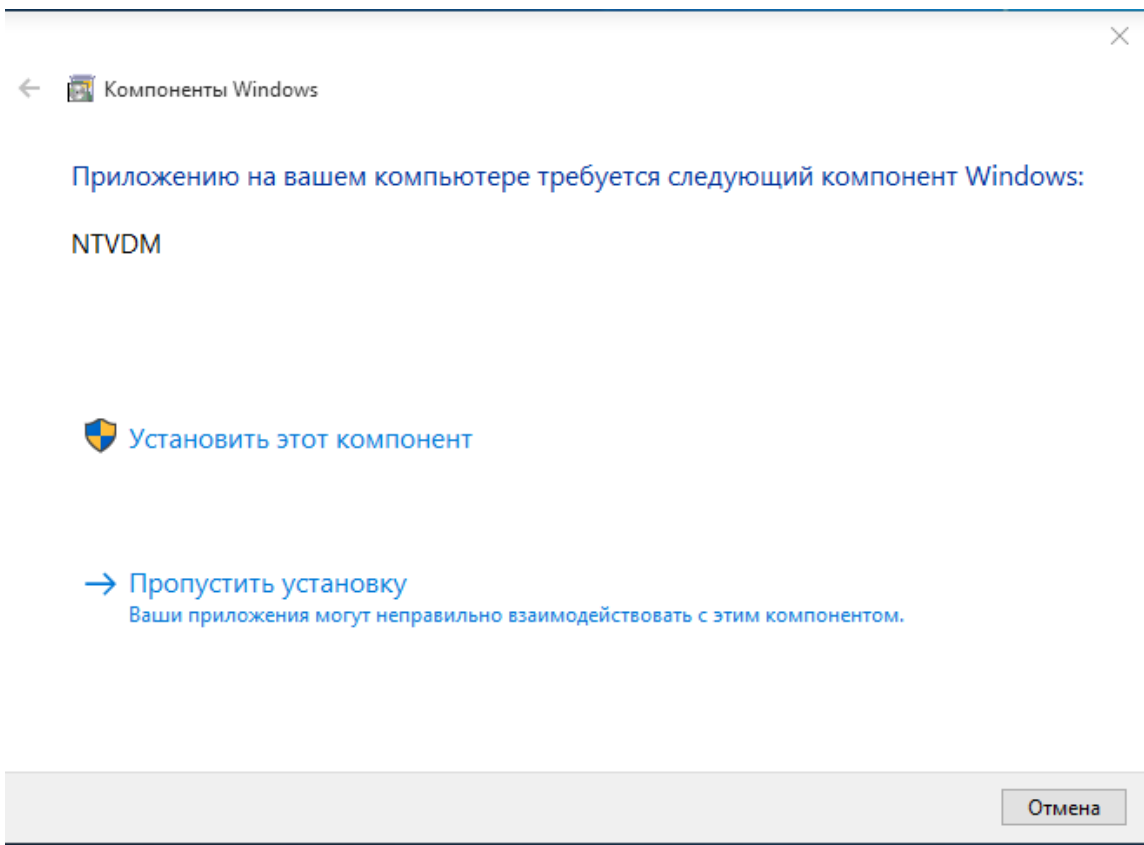 Компоненты Windows
Приложению на вашем компьютере требуется следующий компонент Windows:
NTVDM
Установить этот компонент
Пропустить установку
Ваши приложения могут неправильно взаимодействовать с этим компонентом.
Отмена